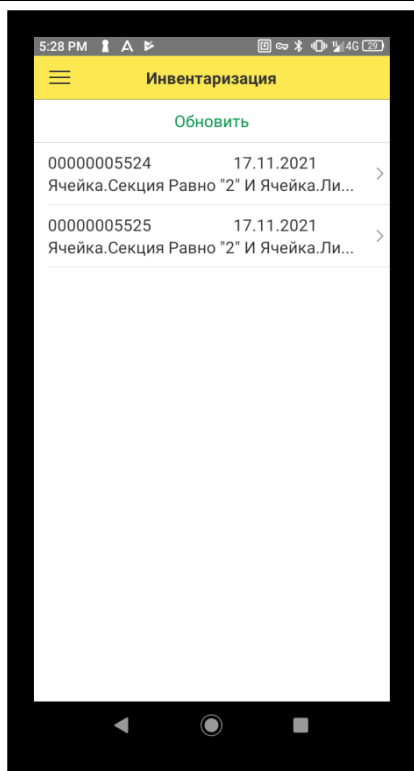 5:28 PM 4G 29
Инвентаризация
Обновить
00000005524 17.11.2021
Ячейка.Секция Равно "2" И Ячейка.Ли...
00000005525 17.11.2021
Ячейка.Секция Равно "2" И Ячейка.Ли...